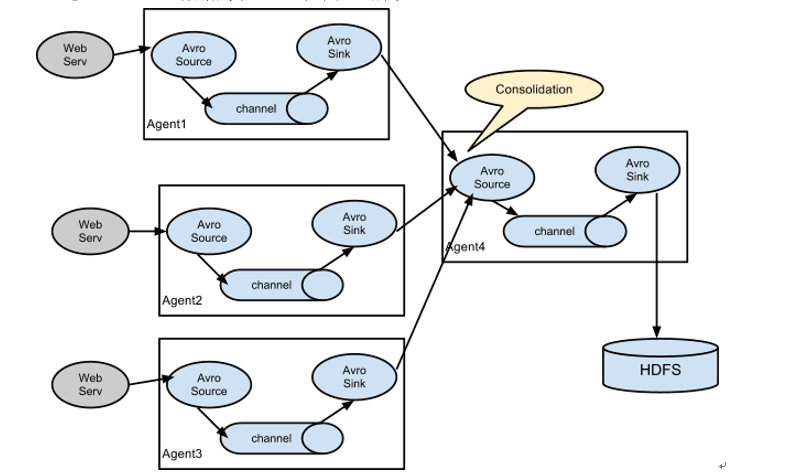 Web
Serv
Avro
Source
Avro
Sink
channel
Agent1
Consolidation
Web
Serv
Avro
Source
Avro
Sink
channel
Agent2
Avro
Source
Avro
Sink
channel
Agent4
Web
Serv
Avro
Source
Avro
Sink
channel
Agent3
HDFS